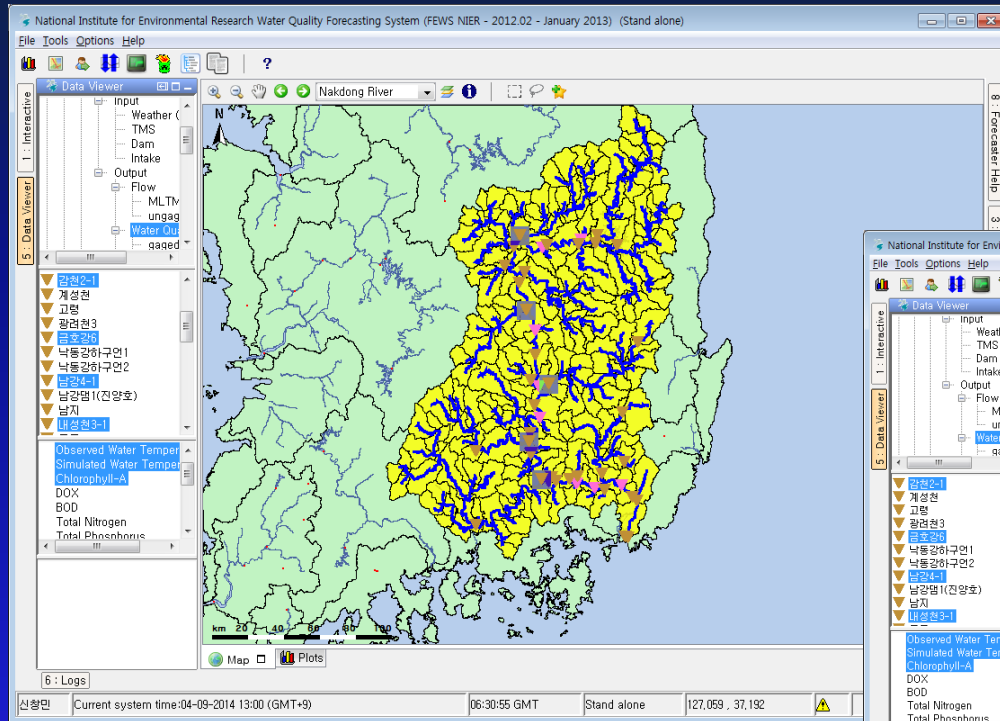 National Institute for Environmental Research Water Quality Forecasting System (FEWS NIER - 2012.02 - January 2013) (Stand alone)
File Tools Options Help
?
1 : Interactive
5 : Data Viewer
Data Viewer
Input
Weather (
TMS
Dam
Intake
Output
Flow
MLTM
ungag
Water Qua
gaged
감천2-1
계성천
고령
광려천3
금호강6
낙동강하구언1
낙동강하구언2
남강4-1
남강댐1(진양호)
남지
내성천3-1
Observed Water Temper
Simulated Water Temper
Chlorophyll-A
DOX
BOD
Total Nitrogen
Total Phosphorus
Nakdong River
N
km 20 40 60 80 100
Map
Plots
8 : Forecaster Help
3 :
6 : Logs
신창민
Current system time:04-09-2014 13:00 (GMT+9)
06:30:55 GMT
Stand alone
127,059 , 37,192
National Institute for Envi
File Tools Options Help
1 : Interactive
5 : Data Viewer
Data Viewer
Input
Weath
TMS
Dam
Intake
Output
Flow
M
un
Water
ga
감천2-1
계성천
고령
광려천3
금호강6
낙동강하구언1
낙동강하구언2
남강4-1
남강댐1(진양호)
남지
내성천3-1
Observed Water Ten
Simulated Water Ten
Chlorophyll-A
DOX
BOD
Total Nitrogen
Total Phosphorus